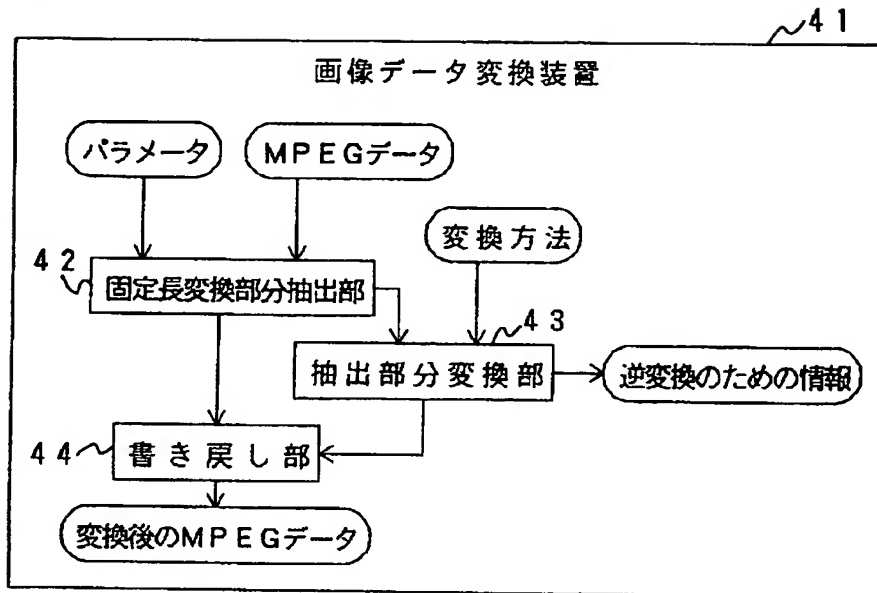 41
画像データ変換装置
パラメータ
MPEGデータ
変換方法
42
固定長変換部分抽出部
43
抽出部分変換部
逆変換のための情報
44
書き戻し部
変換後のMPEGデータ